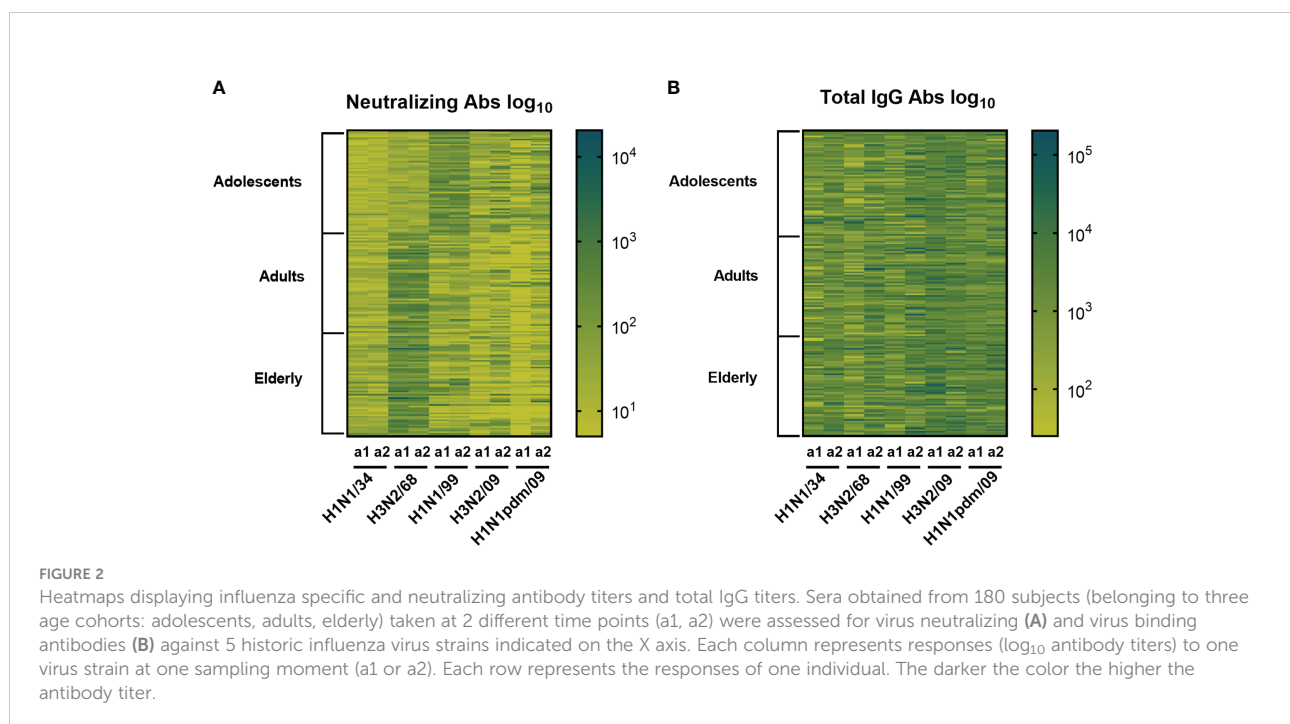 A
B
Neutralizing Abs log10
Total IgG Abs log10
Adolescents
Adults
Elderly
10^4
10^3
10^2
10^1
a1 a2 a1 a2 a1 a2 a1 a2 a1 a2
H1N1/34
H3N2/68
H1N1/99
H3N2/09
H1N1pdm/09
Adolescents
Adults
Elderly
10^5
10^4
10^3
10^2
a1 a2 a1 a2 a1 a2 a1 a2 a1 a2
H1N1/34
H3N2/68
H1N1/99
H3N2/09
H1N1pdm/09
FIGURE 2
Heatmaps displaying influenza specific and neutralizing antibody titers and total IgG titers. Sera obtained from 180 subjects (belonging to three
age cohorts: adolescents, adults, elderly) taken at 2 different time points (a1, a2) were assessed for virus neutralizing (A) and virus binding
antibodies (B) against 5 historic influenza virus strains indicated on the X axis. Each column represents responses (log10 antibody titers) to one
virus strain at one sampling moment (a1 or a2). Each row represents the responses of one individual. The darker the color the higher the
antibody titer.